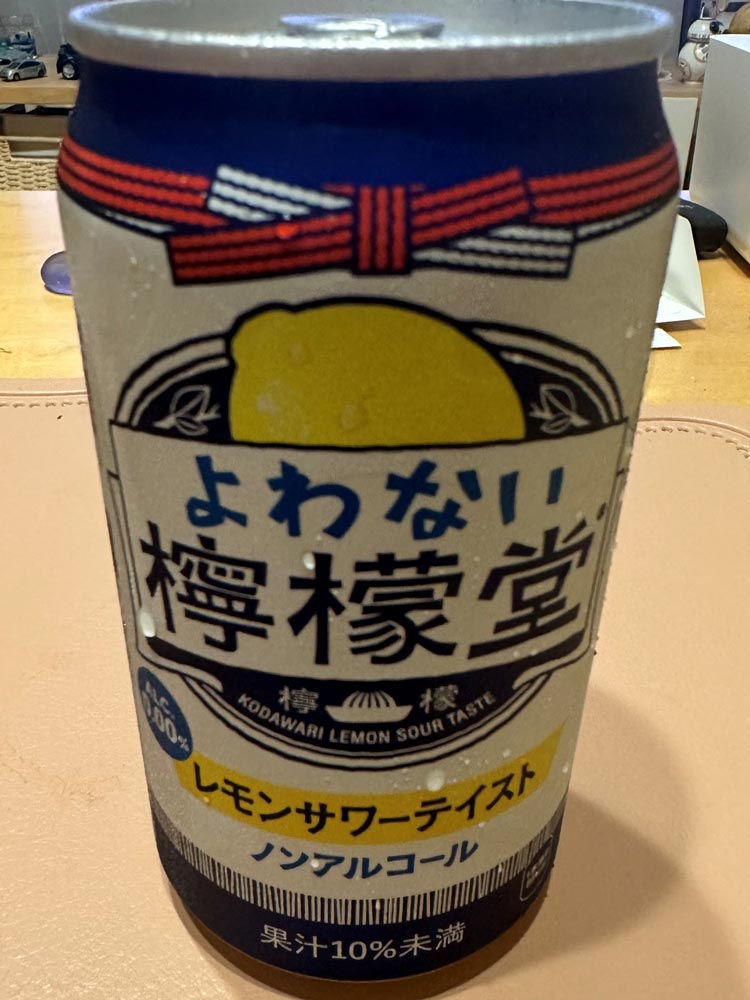 よわない
檸檬堂
檸 檬
KODAWARI LEMON SOUR TASTE
ALC.
0.00%
レモンサワーテイスト
ノンアルコール
果汁10%未満